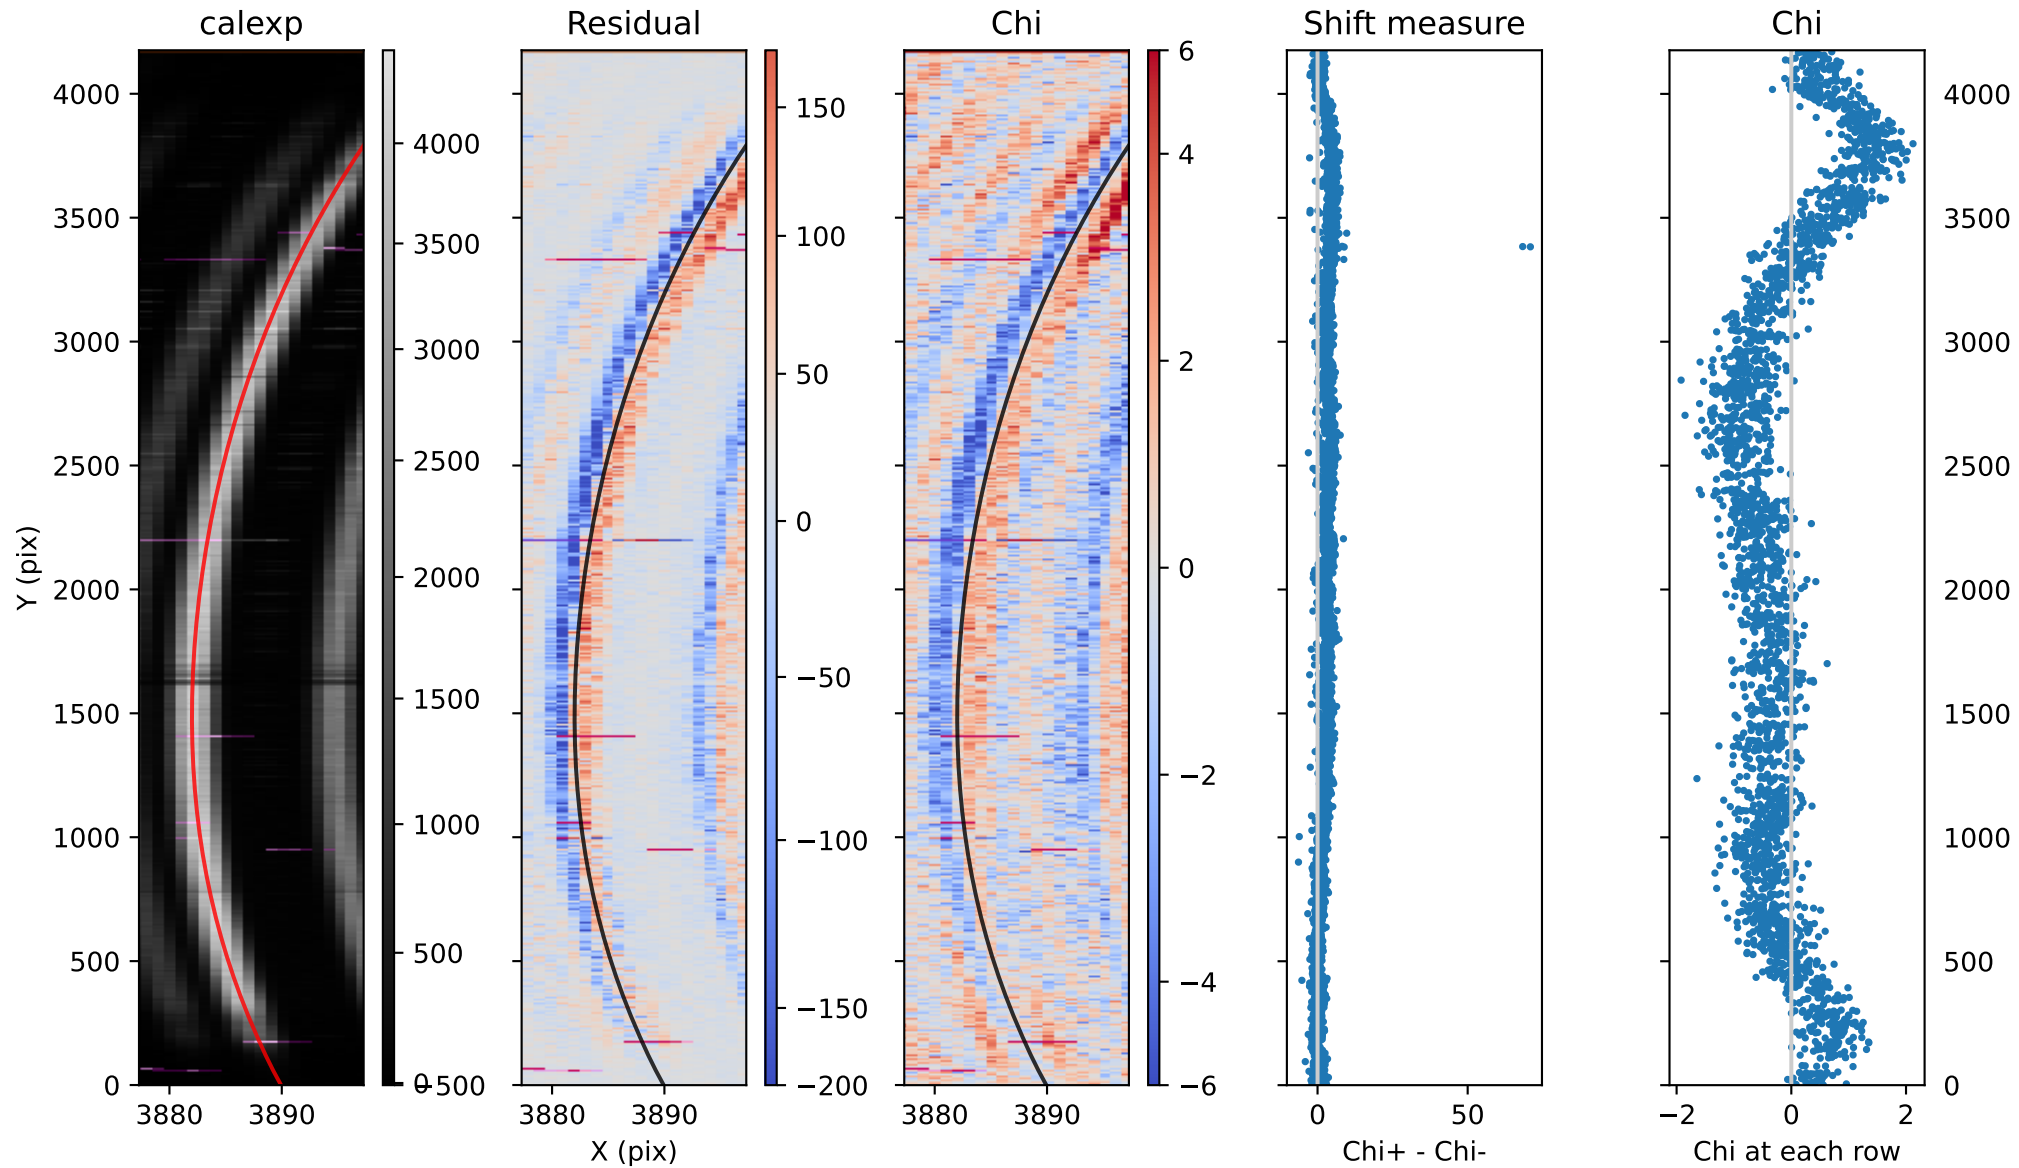 calexp Residual Chi Shift measure Chi
4000 4000 150 6 4000
3500 3500 100 4 3500
3000 3000 50 2 3000
2500 2500 0 0 2500
2000 2000 −50 −2 2000
1500 1500 −100 −4 1500
1000 1000 −150 −6 1000
500 500 −200 500
0 0 −500 0
Y (pix)
3880 3890 3880 3890 3880 3890 0 50 −2 0 2
X (pix) Chi+ - Chi- Chi at each row